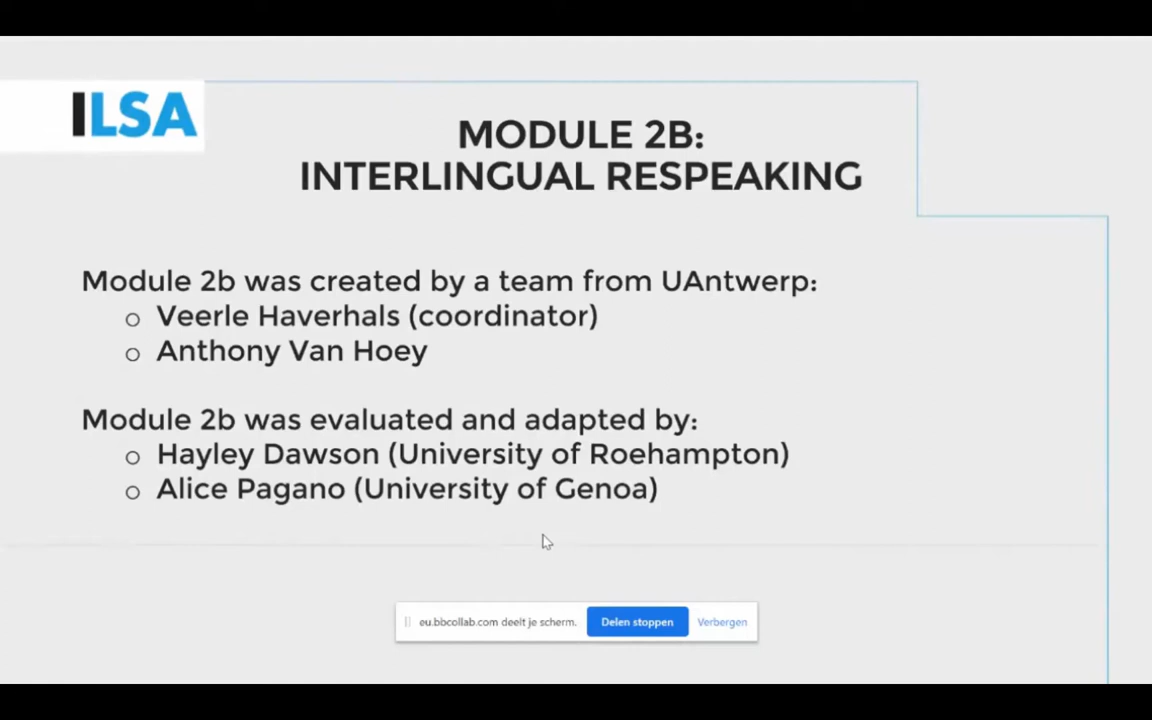 ILSA
MODULE 2B:
INTERLINGUAL RESPEAKING
Module 2b was created by a team from UAntwerp:
o Veerle Haverhals (coordinator)
o Anthony Van Hoey
Module 2b was evaluated and adapted by:
o Hayley Dawson (University of Roehampton)
o Alice Pagano (University of Genoa)
eu.bbcollab.com deelt je scherm. Delen stoppen Verbergen